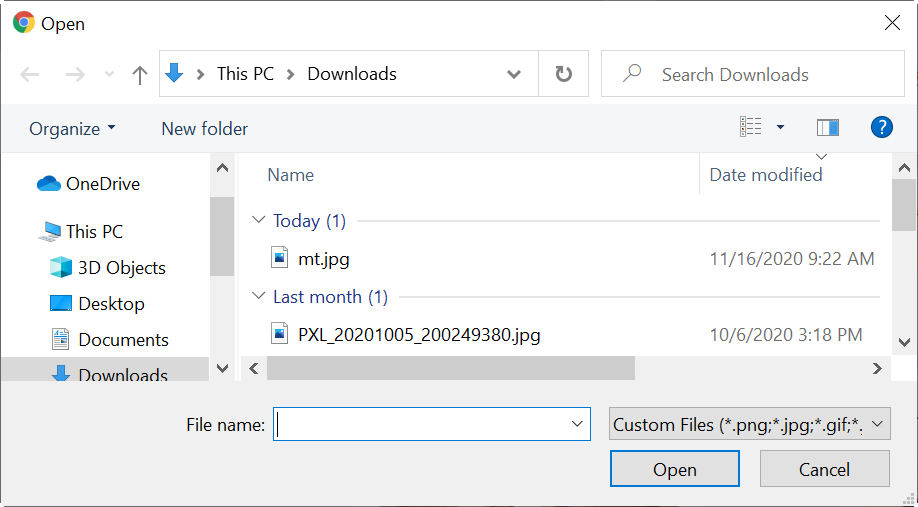 Open
This PC > Downloads
Search Downloads
Organize
New folder
?
OneDrive
This PC
3D Objects
Desktop
Documents
Downloads
Name
Date modified
Today (1)
mt.jpg
11/16/2020 9:22 AM
Last month (1)
PXL_20201005_200249380.jpg
10/6/2020 3:18 PM
File name:
Custom Files (*.png;*.jpg;*.gif;*.
Open
Cancel